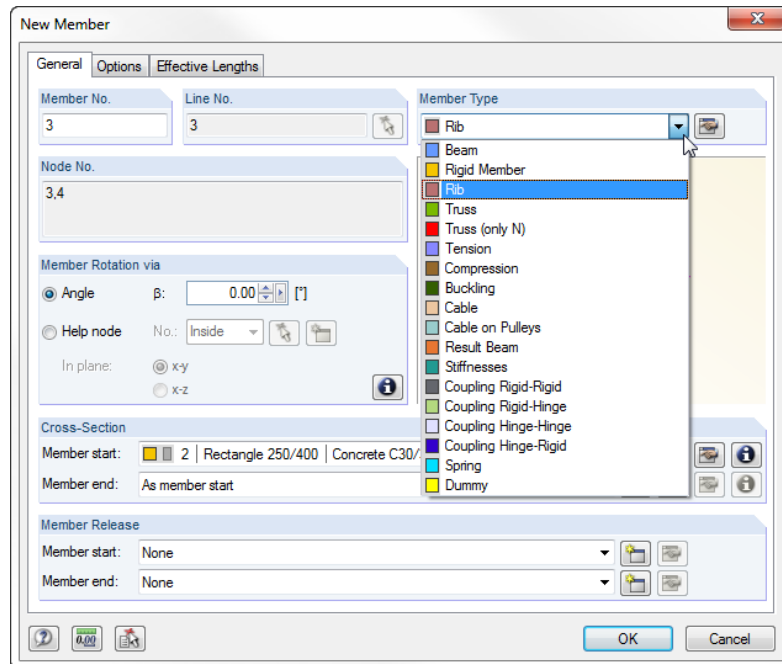 New Member
General Options Effective Lengths
Member No. Line No. Member Type
3 3 Rib
Beam
Rigid Member
Node No.
3,4
Rib
Truss
Truss (only N)
Tension
Member Rotation via
Compression
Angle β: 0.00 [°]
Buckling
Cable
Help node No.: Inside
Cable on Pulleys
Result Beam
In plane: x-y
Stiffnesses
x-z
Coupling Rigid-Rigid
Coupling Rigid-Hinge
Cross-Section
Coupling Hinge-Hinge
Member start: 2 Rectangle 250/400 Concrete C30/
Coupling Hinge-Rigid
Spring
Member end: As member start
Dummy
Member Release
Member start: None
Member end: None
0.00 OK Cancel